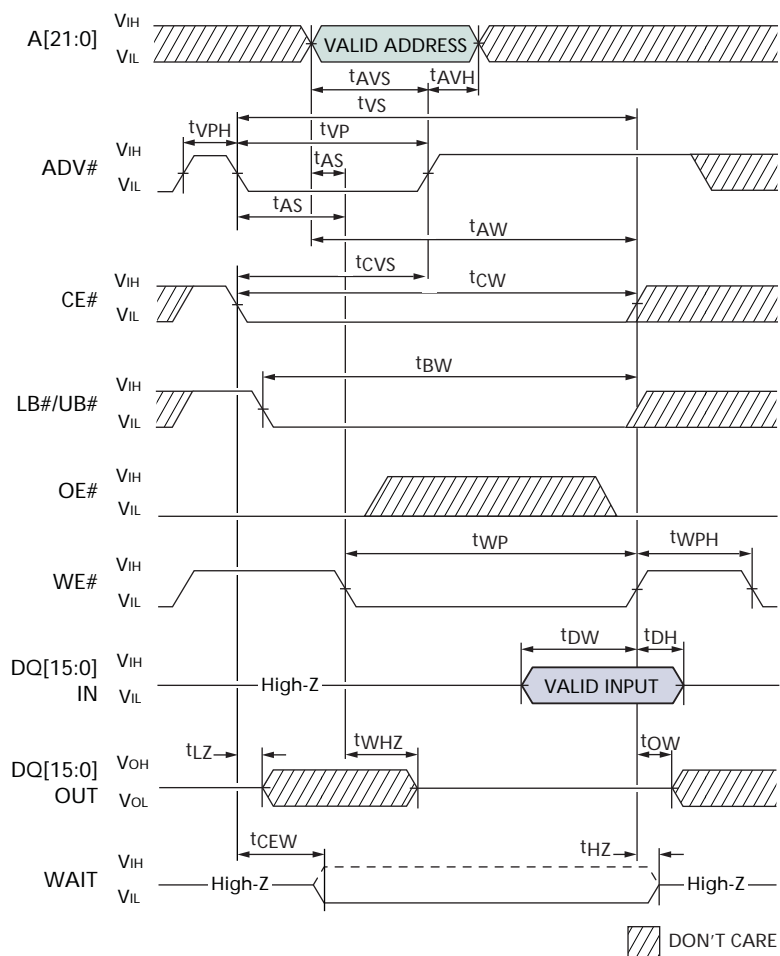 A[21:0] VIH VIL VALID ADDRESS
tAVS tAVH
tVS
tVPH tVP
ADV# VIH VIL tAS
tAS
tAW
tCVS
CE# VIH VIL tCW
tBW
LB#/UB# VIH VIL
OE# VIH VIL
tWP tWPH
WE# VIH VIL
tDW tDH
DQ[15:0] IN VIH VIL High-Z VALID INPUT
tLZ tWHZ tOW
DQ[15:0] OUT VOH VOL
tCEW tHZ
WAIT VIH VIL High-Z High-Z
DON'T CARE